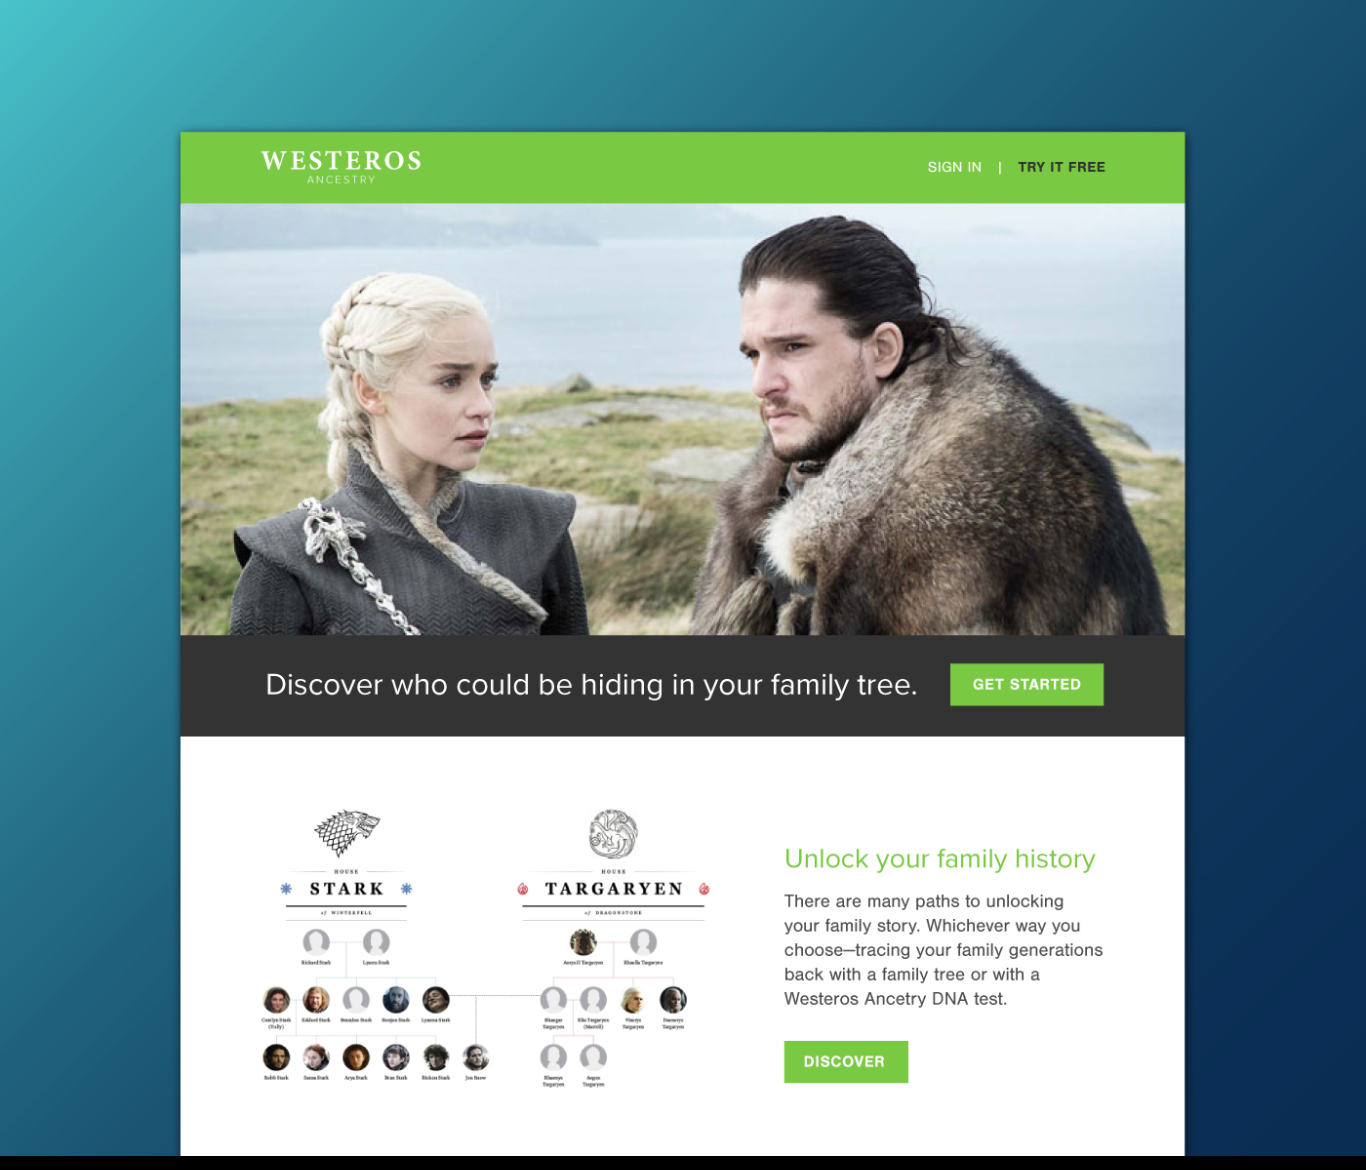 WESTEROS
ANCESTRY
SIGN IN | TRY IT FREE
Discover who could be hiding in your family tree.
GET STARTED
HOUSE
STARK
of WINTERFELL
HOUSE
TARGARYEN
of DRAGONSTONE
Rickard Stark
Lyarra Stark
Aerys II Targaryen
Rhaella Targaryen
Catelyn Stark
(Tully)
Eddard Stark
Brandon Stark
Benjen Stark
Lyanna Stark
Rhaegar
Targaryen
Elia Targaryen
(Martell)
Viserys
Targaryen
Daenerys
Targaryen
Robb Stark
Sansa Stark
Arya Stark
Bran Stark
Rickon Stark
Jon Snow
Rhaenys
Targaryen
Aegon
Targaryen
Unlock your family history
There are many paths to unlocking
your family story. Whichever way you
choose—tracing your family generations
back with a family tree or with a
Westeros Ancetry DNA test.
DISCOVER